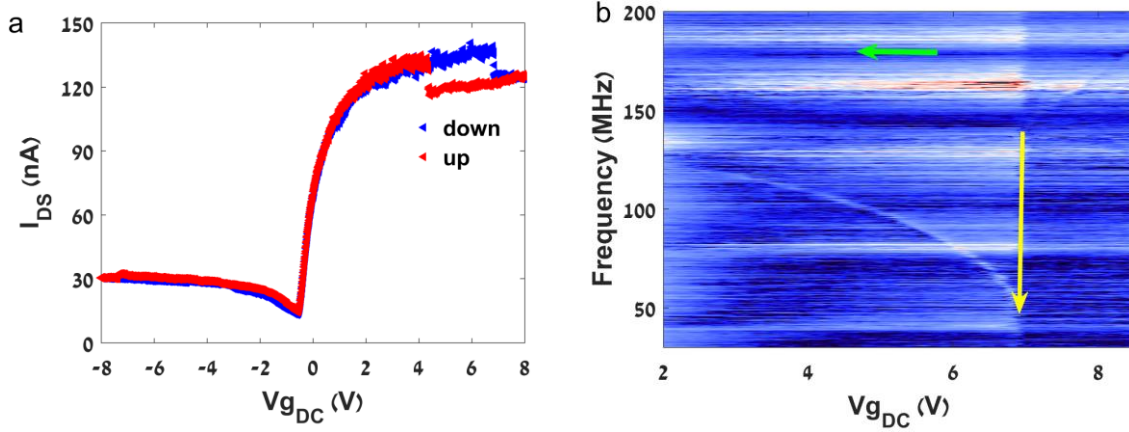 a
150
120
90
60
30
0
I_DS (nA)
down
up
-8 -6 -4 -2 0 2 4 6 8
Vg_DC (V)
b
200
150
100
50
Frequency (MHz)
2 4 6 8
Vg_DC (V)